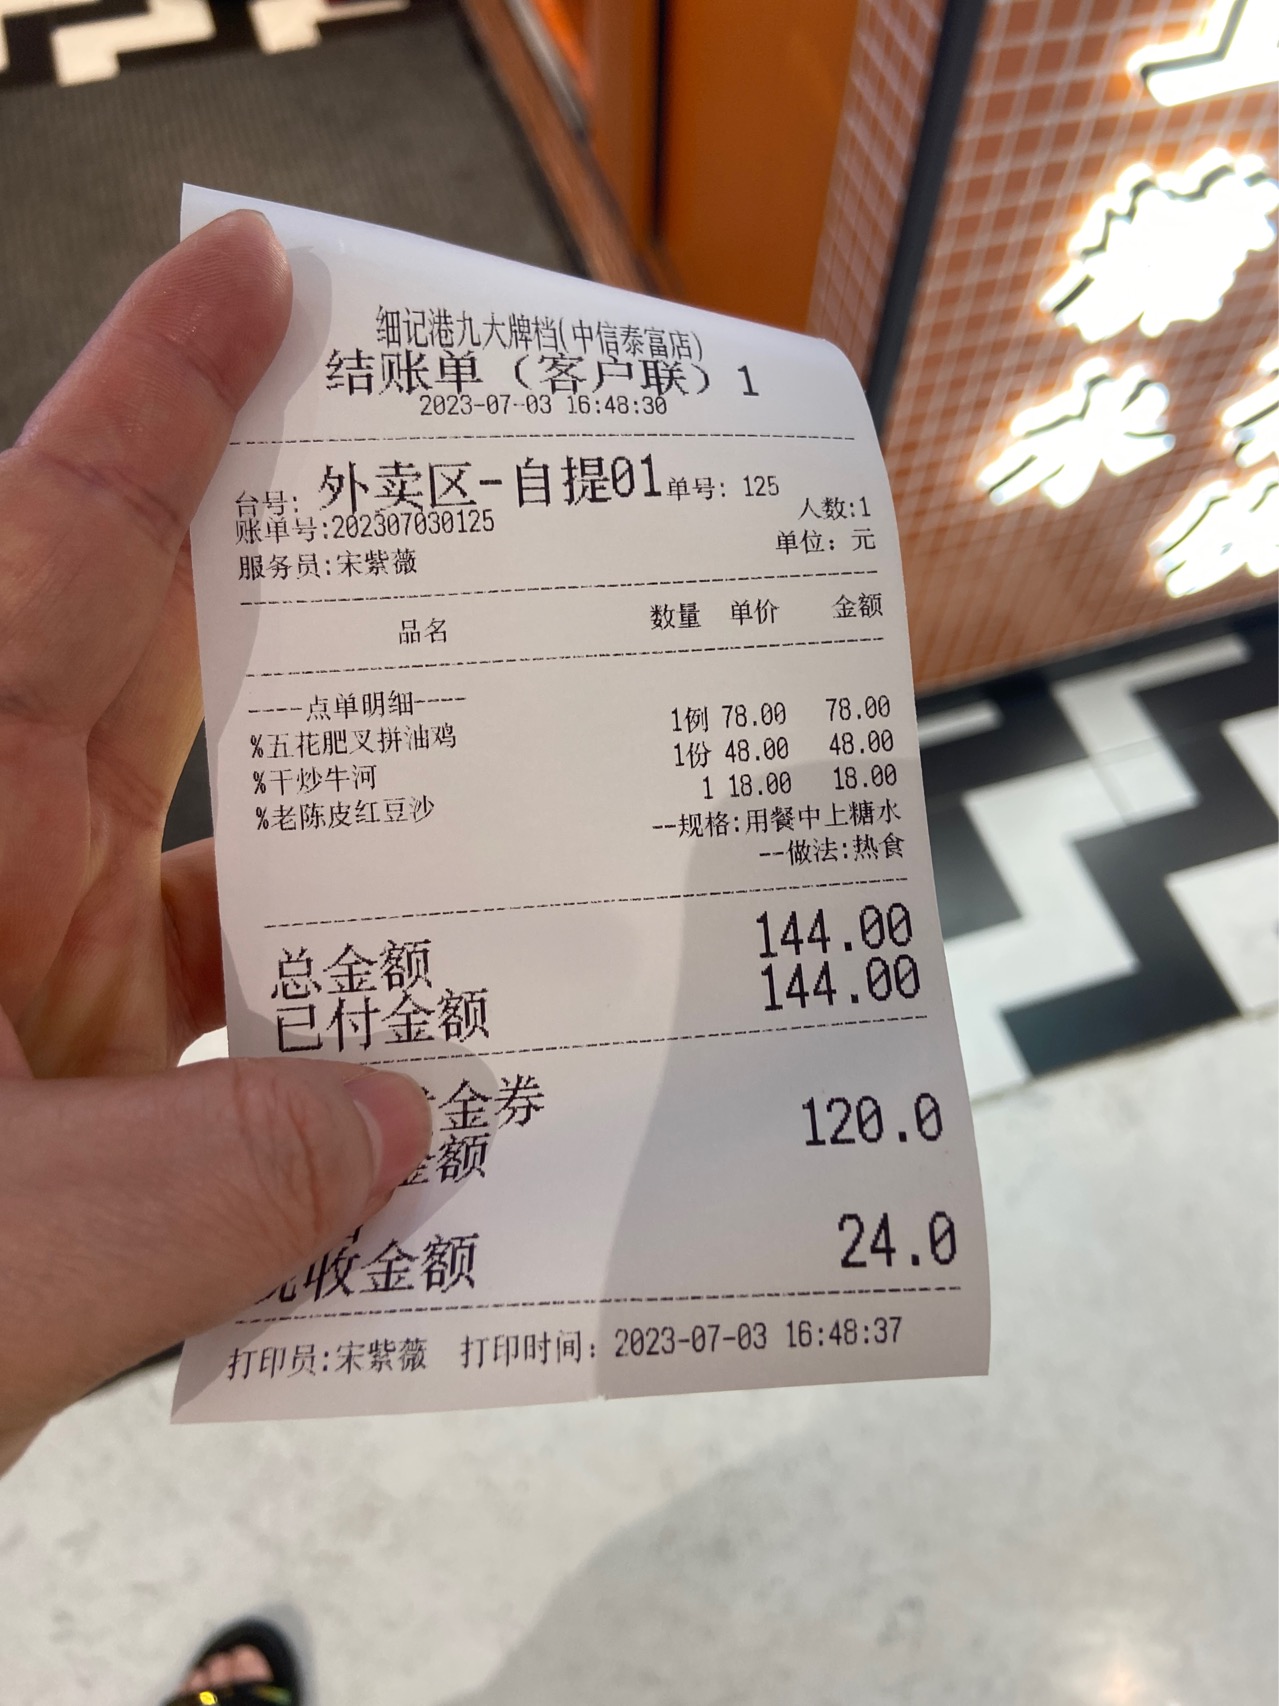 细记港九大牌档(中信泰富店)
结账单（客户联）1
2023-07-03 16:48:30
台号: 外卖区-自提01 单号: 125
账单号:202307030125 人数:1
服务员:宋紫薇 单位: 元
品名 数量 单价 金额
----点单明细----
%五花肥叉拼油鸡 1例 78.00 78.00
%干炒牛河 1份 48.00 48.00
%老陈皮红豆沙 1 18.00 18.00
--规格:用餐中上糖水
--做法:热食
总金额 144.00
已付金额 144.00
金券 120.0
金额
收金额 24.0
打印员:宋紫薇 打印时间: 2023-07-03 16:48:37